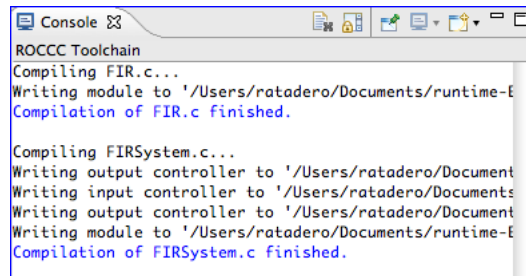 Console
ROCCC Toolchain
Compiling FIR.c...
Writing module to '/Users/ratadero/Documents/runtime-E
Compilation of FIR.c finished.
Compiling FIRSystem.c...
Writing output controller to '/Users/ratadero/Document
Writing input controller to '/Users/ratadero/Documents
Writing output controller to '/Users/ratadero/Document
Writing module to '/Users/ratadero/Documents/runtime-E
Compilation of FIRSystem.c finished.